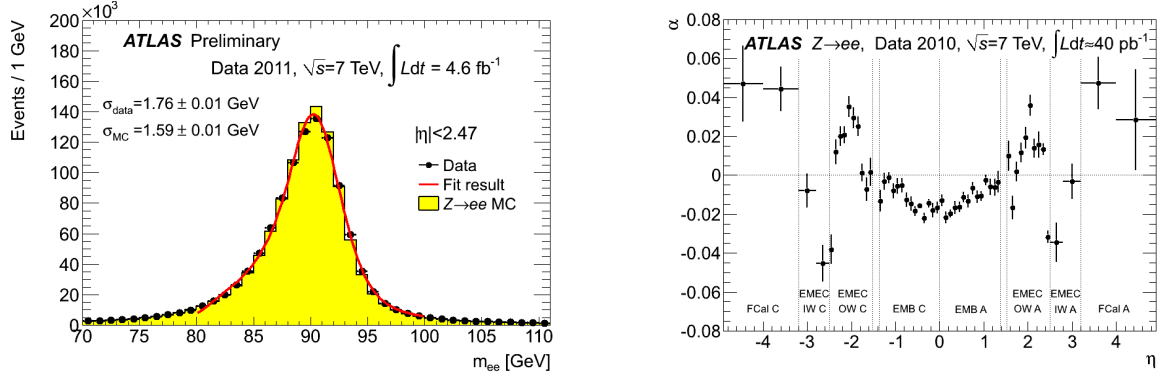 ×10³
200
180
160
140
120
100
80
60
40
20
0
Events / 1 GeV
ATLAS Preliminary
Data 2011, √s=7 TeV, ∫Ldt = 4.6 fb⁻¹
σdata=1.76 ± 0.01 GeV
σMC=1.59 ± 0.01 GeV
|η|<2.47
Data
Fit result
Z→ee MC
70 75 80 85 90 95 100 105 110
mee [GeV]
α
0.08
0.06
0.04
0.02
0
-0.02
-0.04
-0.06
-0.08
ATLAS Z→ee, Data 2010, √s=7 TeV, ∫Ldt≈40 pb⁻¹
FCal C
EMEC
IW C
EMEC
OW C
EMB C
EMB A
EMEC
OW A
EMEC
IW A
FCal A
-4 -3 -2 -1 0 1 2 3 4
η